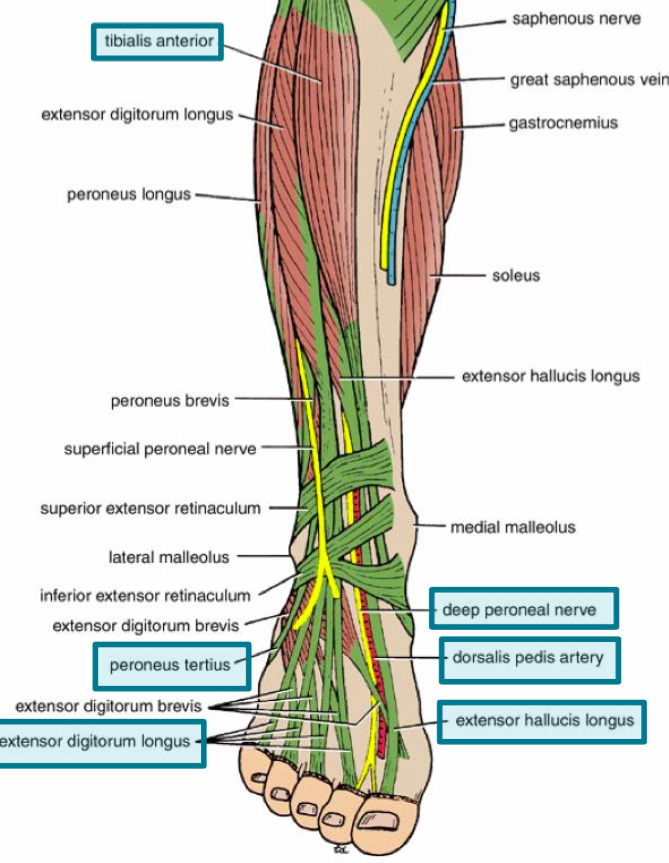 saphenous nerve
tibialis anterior
great saphenous vein
extensor digitorum longus
gastrocnemius
peroneus longus
soleus
extensor hallucis longus
peroneus brevis
superficial peroneal nerve
superior extensor retinaculum
medial malleolus
lateral malleolus
inferior extensor retinaculum
deep peroneal nerve
extensor digitorum brevis
dorsalis pedis artery
peroneus tertius
extensor digitorum brevis
extensor hallucis longus
extensor digitorum longus